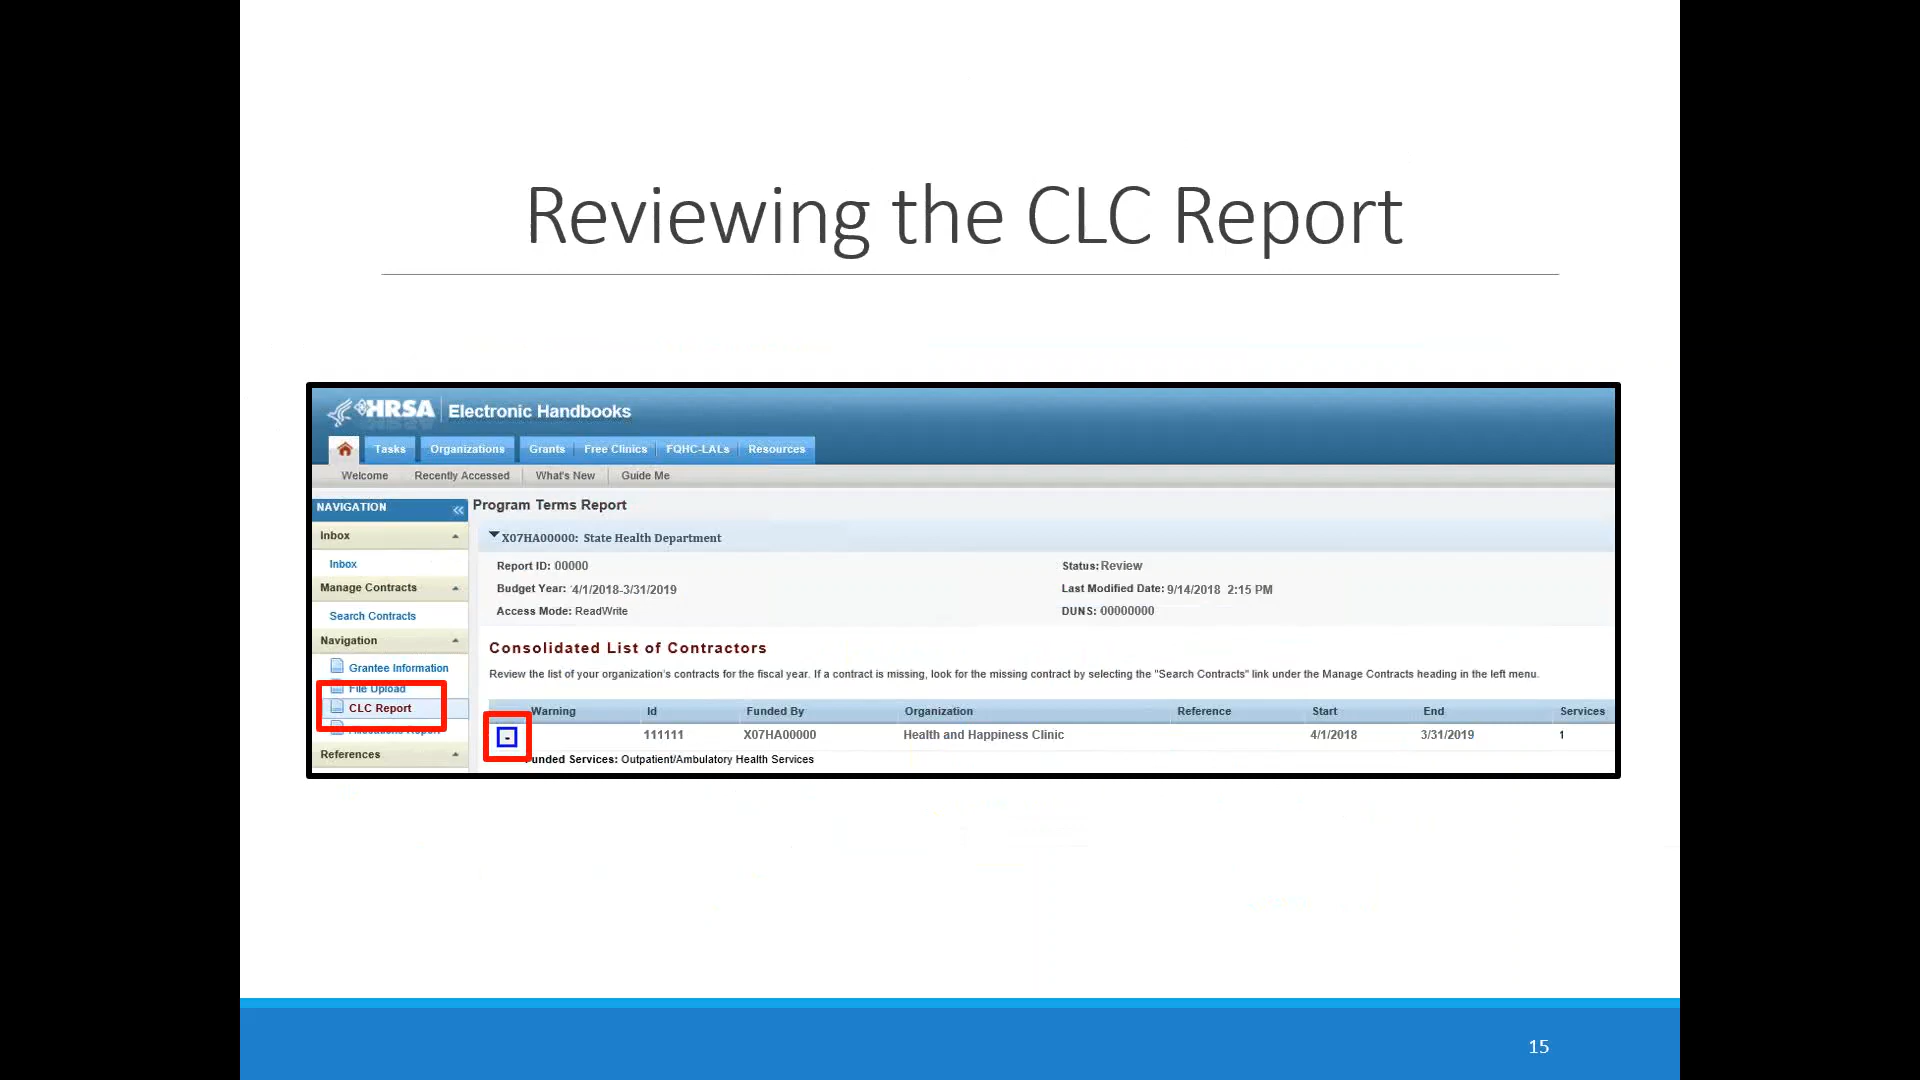 Reviewing the CLC Report
HRSA Electronic Handbooks
Tasks Organizations Grants Free Clinics FQHC-LALs Resources
Welcome Recently Accessed What's New Guide Me
NAVIGATION
Inbox
Inbox
Manage Contracts
Search Contracts
Navigation
Grantee Information
File Upload
CLC Report
Allocations Report
References
Program Terms Report
X07HA00000: State Health Department
Report ID: 00000 Status: Review
Budget Year: 4/1/2018-3/31/2019 Last Modified Date: 9/14/2018 2:15 PM
Access Mode: ReadWrite DUNS: 00000000
Consolidated List of Contractors
Review the list of your organization's contracts for the fiscal year. If a contract is missing, look for the missing contract by selecting the "Search Contracts" link under the Manage Contracts heading in the left menu.
Warning Id Funded By Organization Reference Start End Services
- 111111 X07HA00000 Health and Happiness Clinic 4/1/2018 3/31/2019 1
Funded Services: Outpatient/Ambulatory Health Services
15